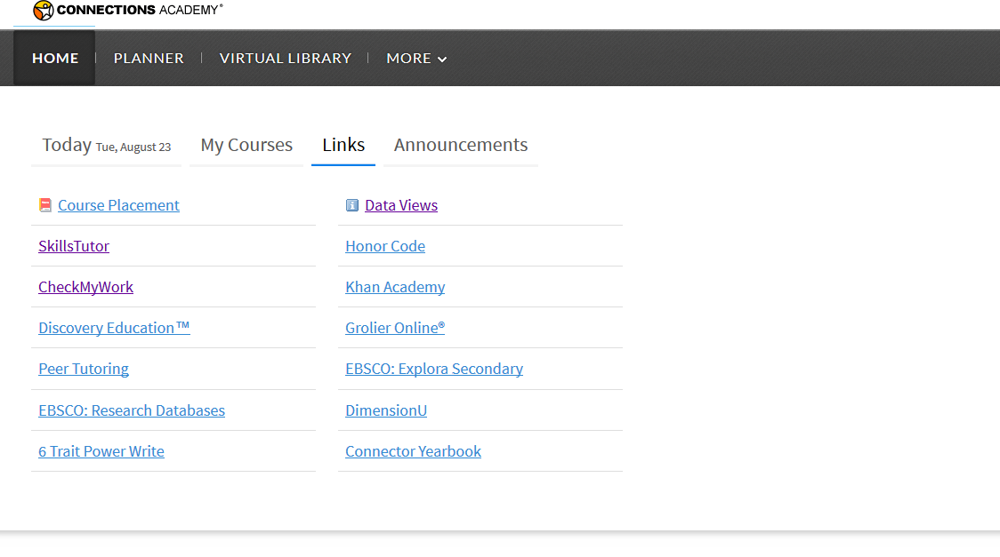 CONNECTIONS ACADEMY®
HOME PLANNER VIRTUAL LIBRARY MORE
Today Tue, August 23 My Courses Links Announcements
Course Placement Data Views
SkillsTutor Honor Code
CheckMyWork Khan Academy
Discovery Education™ Grolier Online®
Peer Tutoring EBSCO: Explora Secondary
EBSCO: Research Databases DimensionU
6 Trait Power Write Connector Yearbook